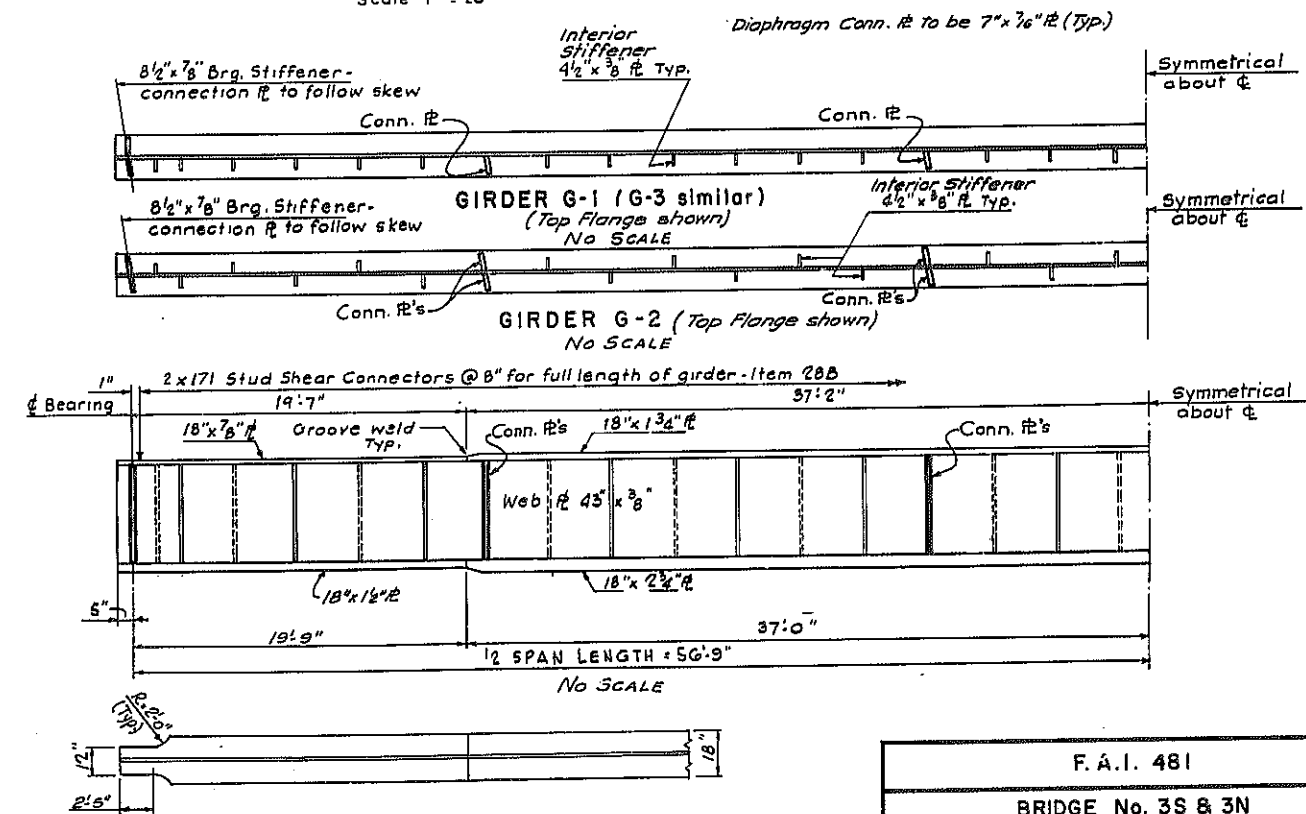 Scale 1" = 20'
Diaphragm Conn. ⅊ to be 7" x 7/16" ⅊ (Typ.)
Interior
Stiffener
4½" x ⅜" ⅊ Typ.
8½" x ⅞" Brg. Stiffener-
connection ⅊ to follow skew
Symmetrical
about ℄
Conn. ⅊
Conn. ⅊
GIRDER G-1 (G-3 similar)
(Top Flange shown)
NO SCALE
Interior Stiffener
4½" x ⅜" ⅊ Typ.
8½" x ⅞" Brg. Stiffener-
connection ⅊ to follow skew
Symmetrical
about ℄
Conn. ⅊'s
Conn. ⅊'s
GIRDER G-2 (Top Flange shown)
NO SCALE
1"
2 x 171 Stud Shear Connectors @ 8" for full length of girder - Item 28B
℄ Bearing
19'-7"
37'-2"
Symmetrical
about ℄
18" x ⅞" ⅊
Groove weld
Typ.
Conn. ⅊'s
18" x 1¾" ⅊
Conn. ⅊'s
Web ⅊ 43" x ⅜"
18" x 1½" ⅊
18" x 2¾" ⅊
5"
19'-9"
37'-0"
½ SPAN LENGTH = 56'-9"
NO SCALE
R=2'-0"
(Typ.)
12"
18"
2'-5"
F. A. I. 481
BRIDGE No. 3S & 3N